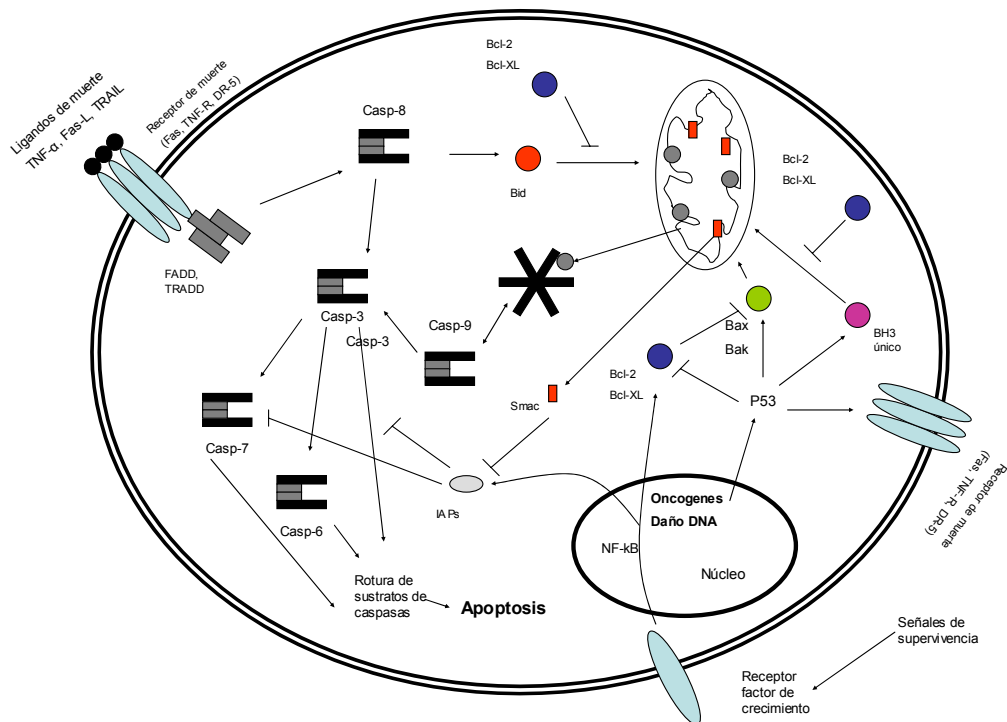 Ligandos de muerte
TNF-α, Fas-L, TRAIL
Receptor de muerte
(Fas, TNF-R, DR-5)
FADD,
TRADD
Casp-8
Bcl-2
Bcl-XL
Bid
Bcl-2
Bcl-XL
Casp-3
Casp-3
Casp-9
Bax
Bak
BH3
único
Bcl-2
Bcl-XL
P53
Smac
Casp-7
Casp-6
IAPs
Receptor de muerte
(Fas, TNF-R, DR-5)
Oncogenes
Daño DNA
NF-kB
Núcleo
Rotura de
sustratos de
caspasas
Apoptosis
Señales de
supervivencia
Receptor
factor de
crecimiento